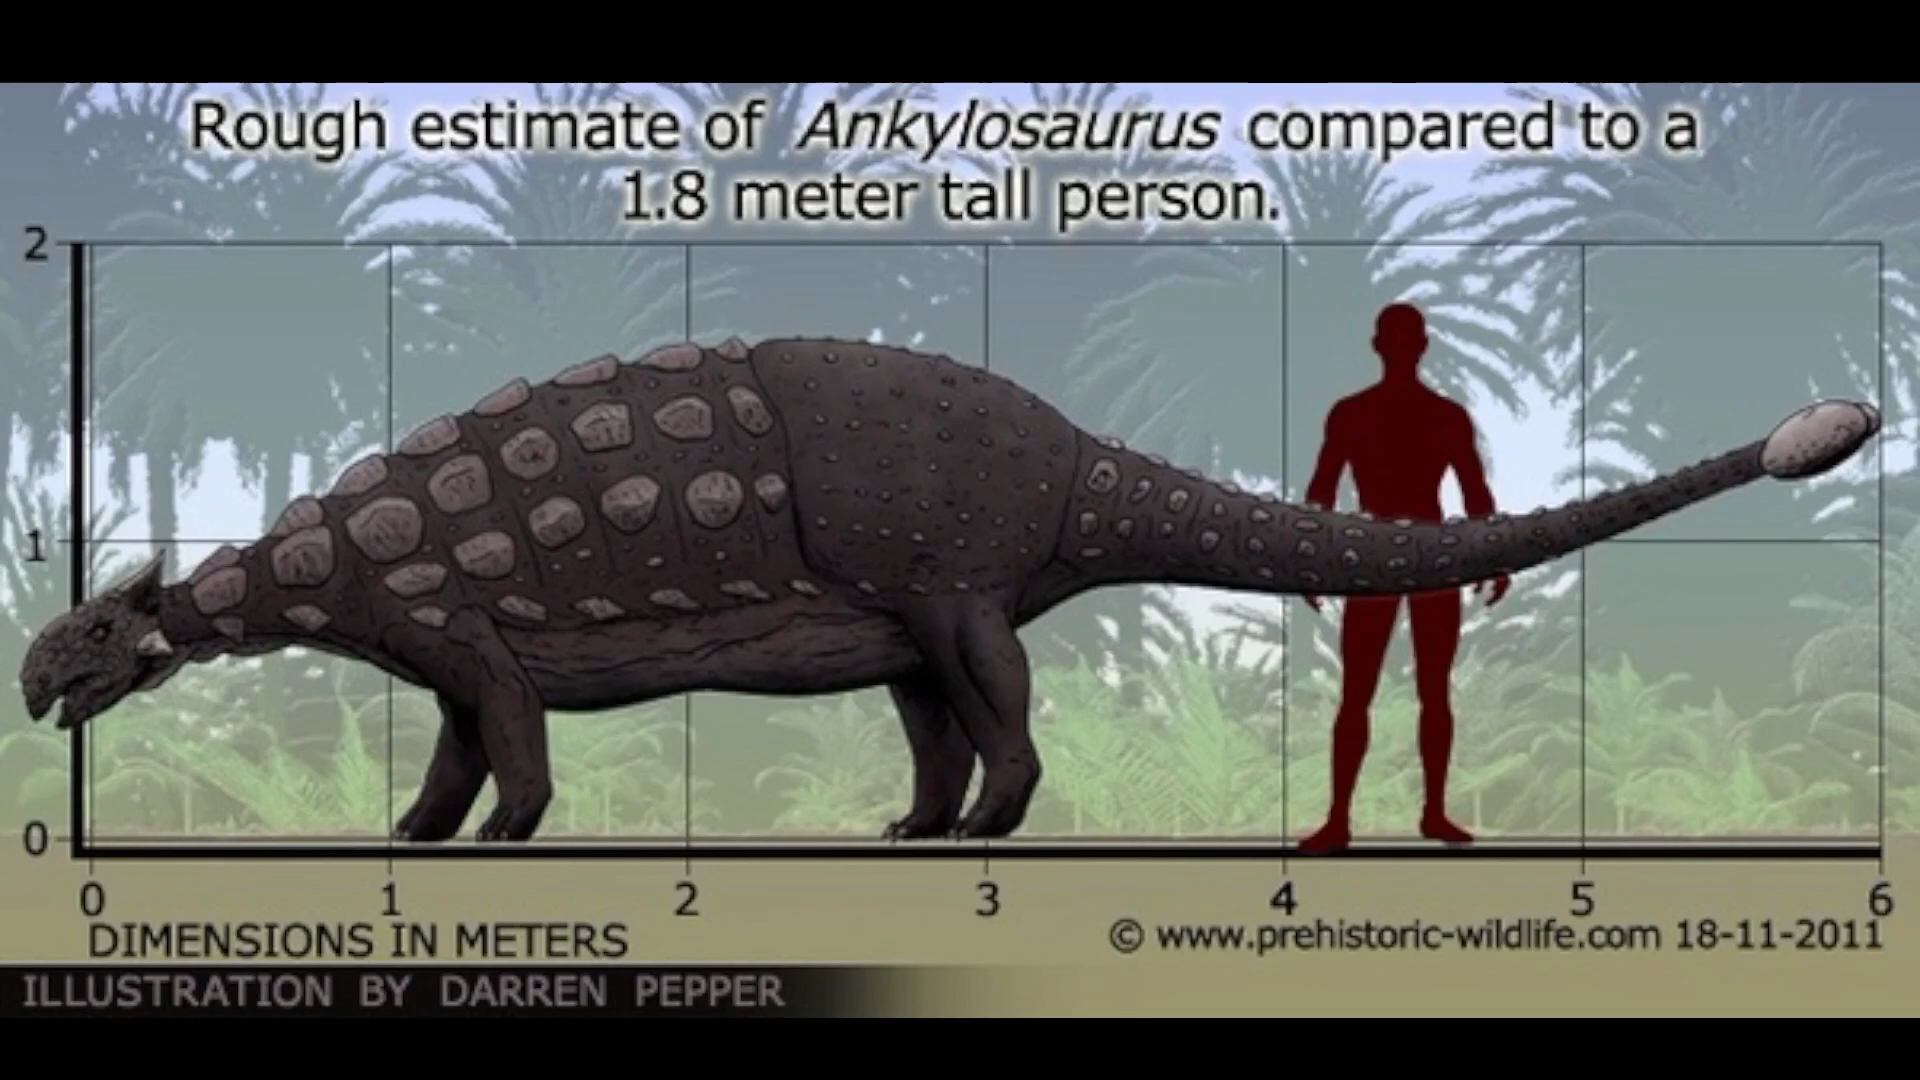 Rough estimate of Ankylosaurus compared to a
1.8 meter tall person.
2
1
0
0 1 2 3 4 5 6
DIMENSIONS IN METERS
© www.prehistoric-wildlife.com 18-11-2011
ILLUSTRATION BY DARREN PEPPER